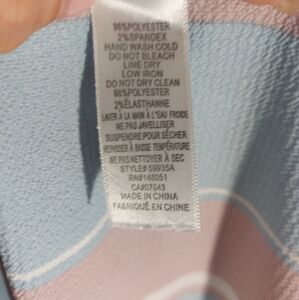 98%POLYESTER
2%SPANDEX
HAND WASH COLD
DO NOT BLEACH
LINE DRY
LOW IRON
DO NOT DRY CLEAN
98%POLYESTER
2%ÉLASTHANNE
LAVER À LA MAIN À L'EAU FROIDE
NE PAS JAVELLISER
SUSPENDRE POUR SÉCHER
REPASSER À BASSE TEMPÉRATURE
NE PAS NETTOYER À SEC
STYLE# 59935A
RN#148051
CA#07043
MADE IN CHINA
FABRIQUÉ EN CHINE